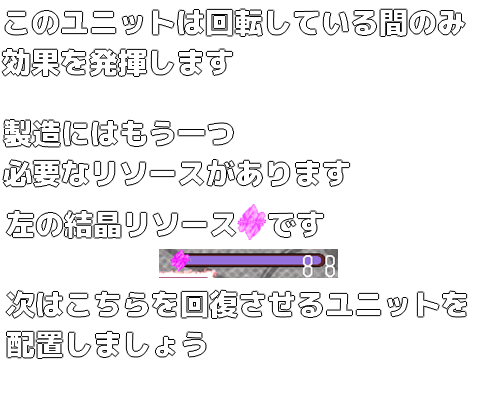 このユニットは回転している間のみ
効果を発揮します
製造にはもう一つ
必要なリソースがあります
左の結晶リソースです
88
次はこちらを回復させるユニットを
配置しましょう